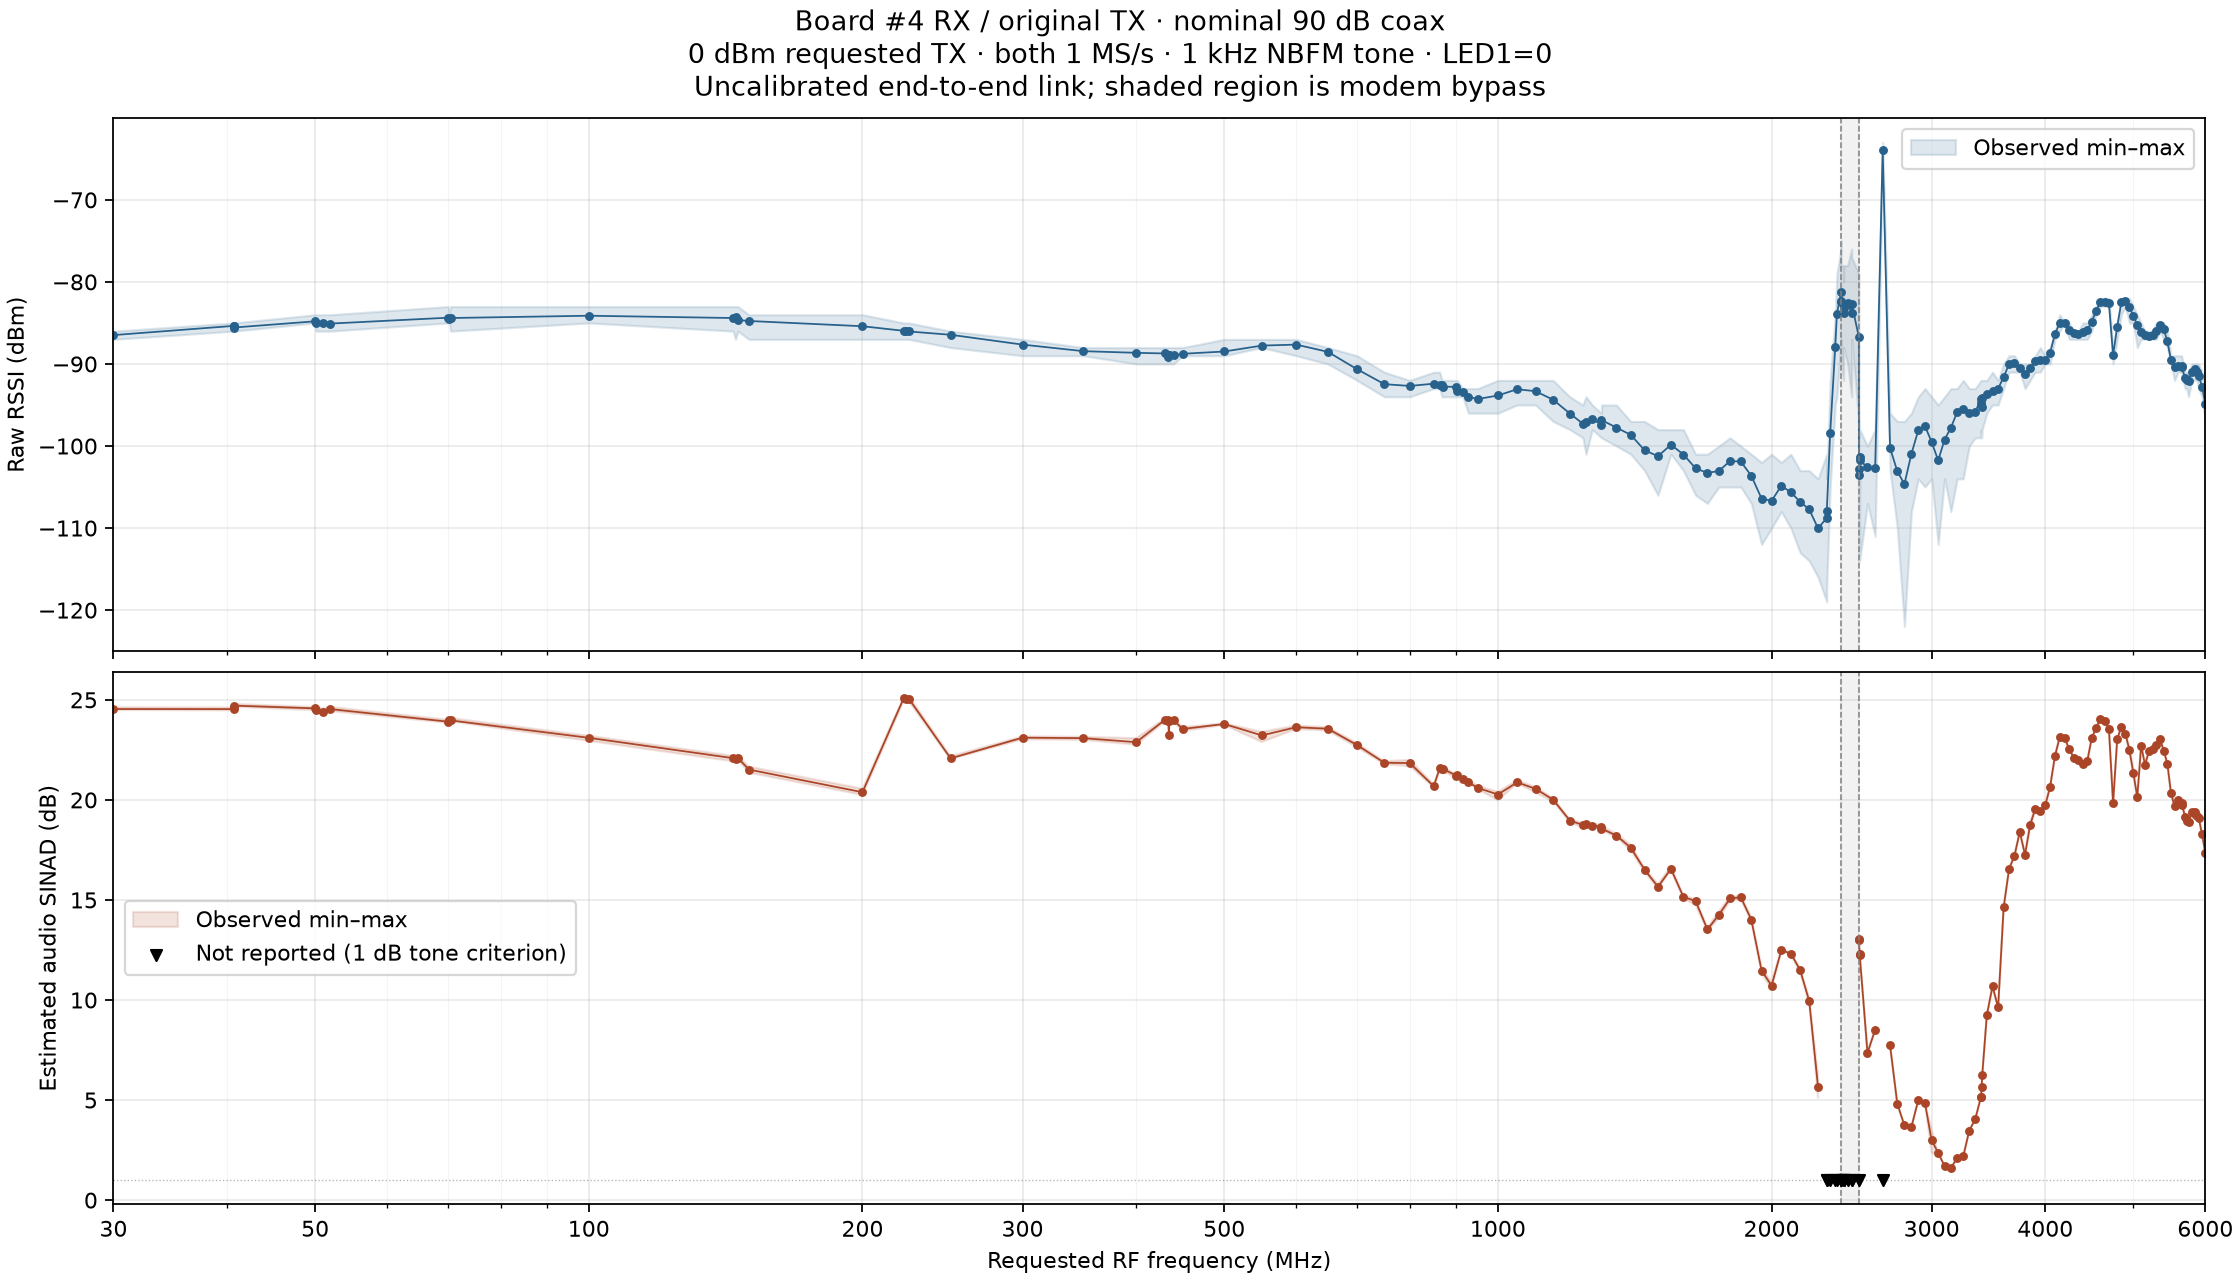 Board #4 RX / original TX · nominal 90 dB coax
0 dBm requested TX · both 1 MS/s · 1 kHz NBFM tone · LED1=0
Uncalibrated end-to-end link; shaded region is modem bypass
Raw RSSI (dBm)
−70
−80
−90
−100
−110
−120
Observed min–max
Estimated audio SINAD (dB)
25
20
15
10
5
0
Observed min–max
Not reported (1 dB tone criterion)
30
50
100
200
300
500
1000
2000
3000
4000
6000
Requested RF frequency (MHz)